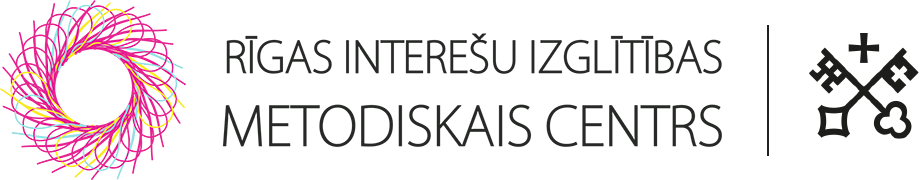 RĪGAS INTEREŠU IZGLĪTĪBAS
METODISKAIS CENTRS